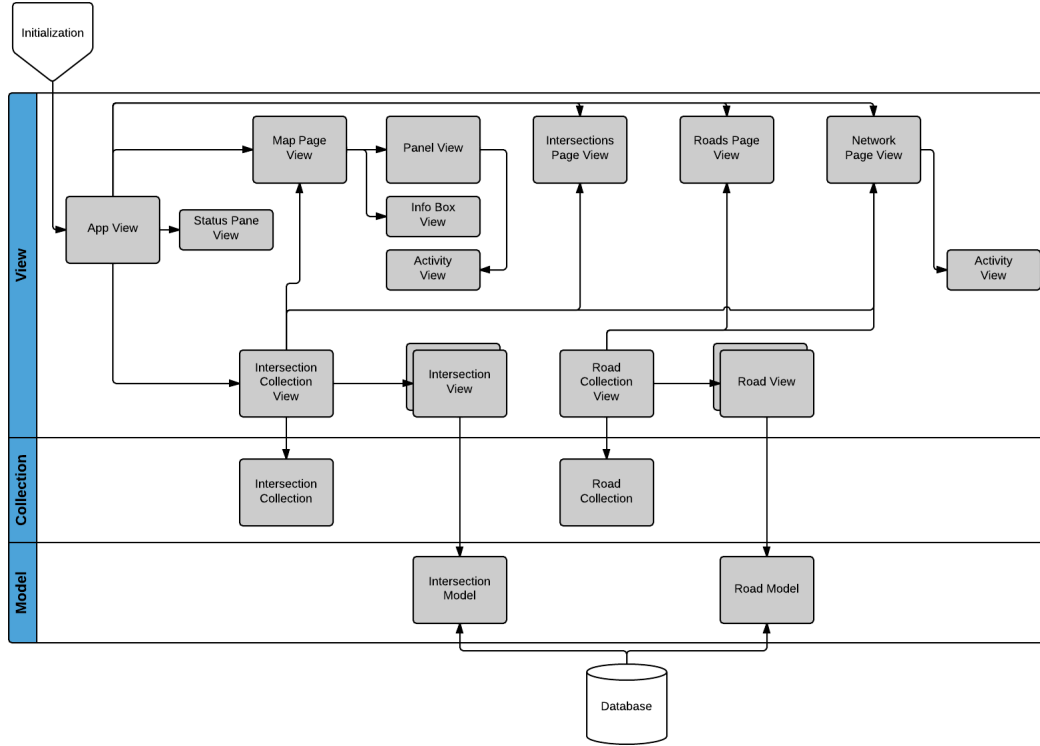 Initialization
View
Map Page
View
Panel View
Intersections
Page View
Roads Page
View
Network
Page View
App View
Status Pane
View
Info Box
View
Activity
View
Activity
View
Intersection
Collection
View
Intersection
View
Road
Collection
View
Road View
Collection
Intersection
Collection
Road
Collection
Model
Intersection
Model
Road Model
Database